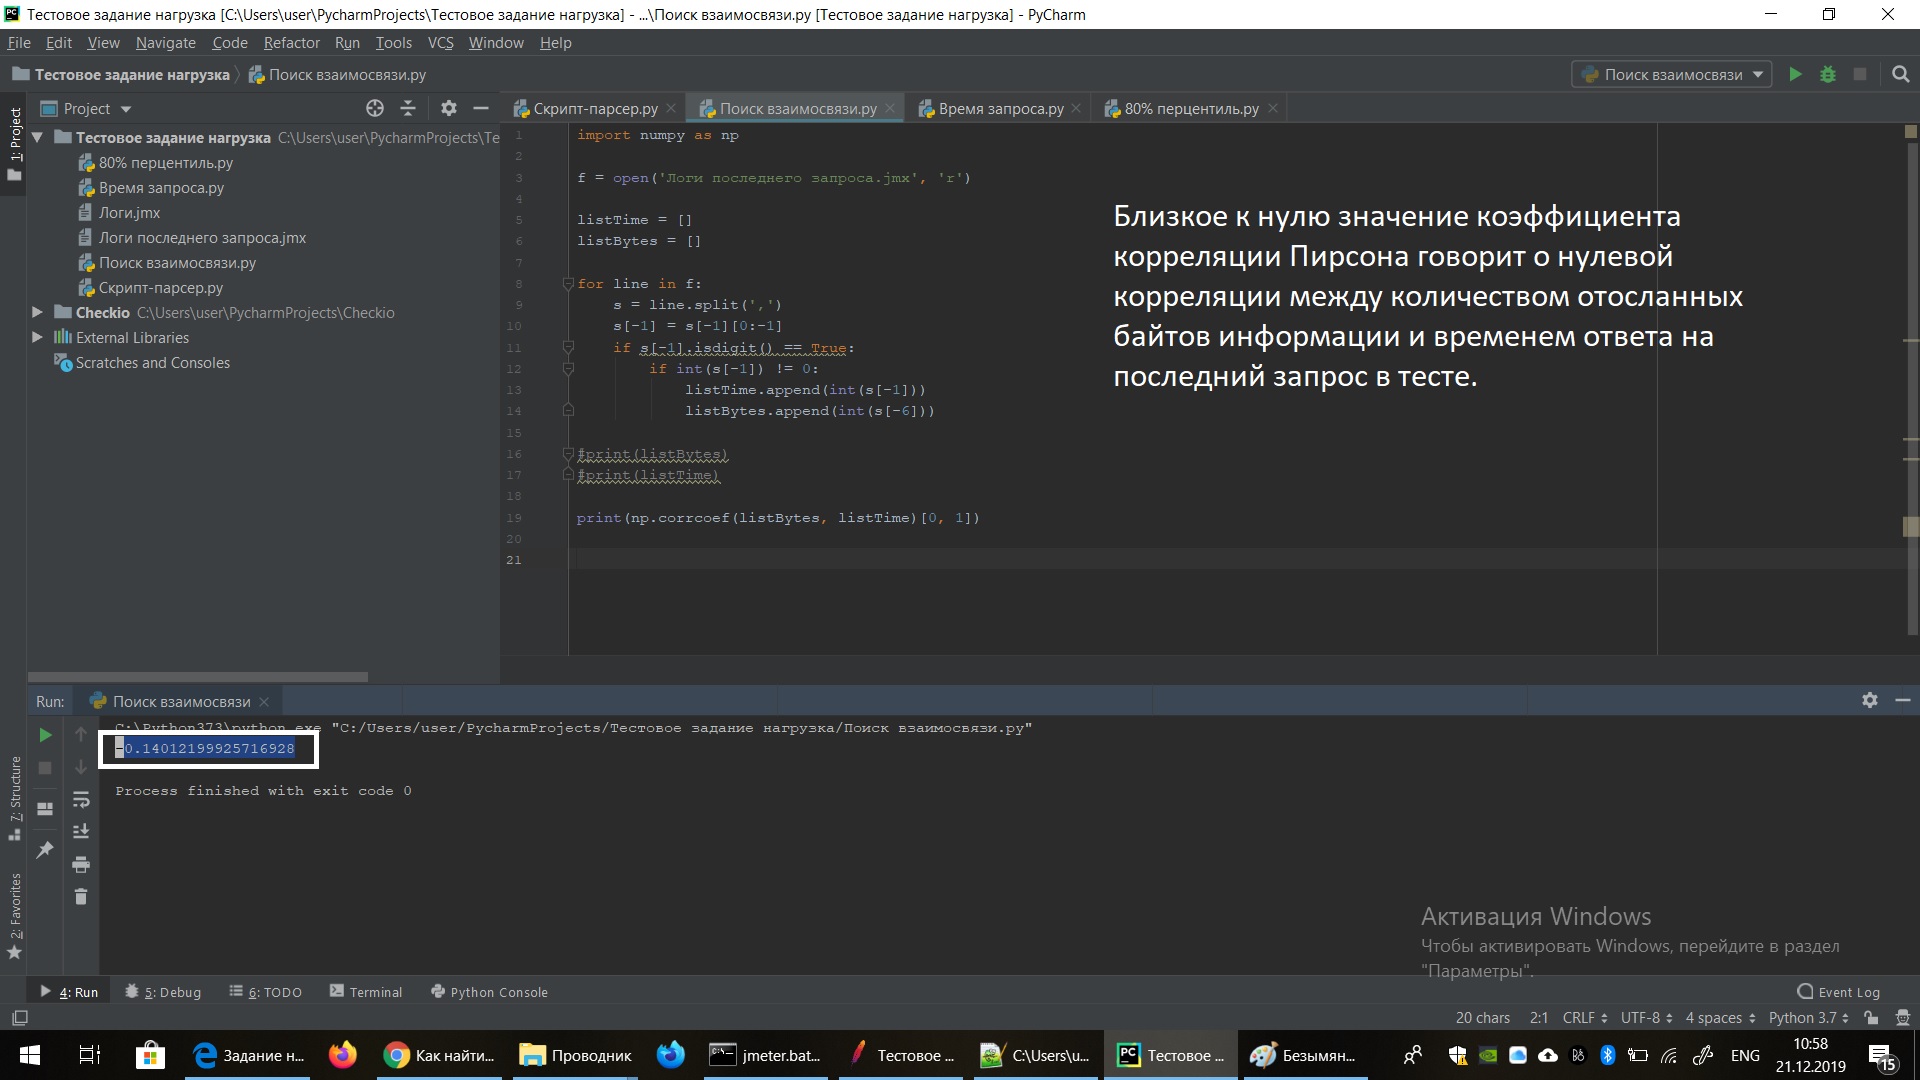 Тестовое задание нагрузка [C:\Users\user\PycharmProjects\Тестовое задание нагрузка] - ...\Поиск взаимосвязи.py [Тестовое задание нагрузка] - PyCharm
File Edit View Navigate Code Refactor Run Tools VCS Window Help
Тестовое задание нагрузка Поиск взаимосвязи.py
Поиск взаимосвязи
1: Project
Project
Тестовое задание нагрузка C:\Users\user\PycharmProjects\Te
80% перцентиль.py
Время запроса.py
Логи.jmx
Логи последнего запроса.jmx
Поиск взаимосвязи.py
Скрипт-парсер.py
Checkio C:\Users\user\PycharmProjects\Checkio
External Libraries
Scratches and Consoles
Скрипт-парсер.py Поиск взаимосвязи.py Время запроса.py 80% перцентиль.py
1 import numpy as np
2
3 f = open('Логи последнего запроса.jmx', 'r')
4
5 listTime = []
6 listBytes = []
7
8 for line in f:
9 s = line.split(',')
10 s[-1] = s[-1][0:-1]
11 if s[-1].isdigit() == True:
12 if int(s[-1]) != 0:
13 listTime.append(int(s[-1]))
14 listBytes.append(int(s[-6]))
15
16 #print(listBytes)
17 #print(listTime)
18
19 print(np.corrcoef(listBytes, listTime)[0, 1])
20
21
Близкое к нулю значение коэффициента
корреляции Пирсона говорит о нулевой
корреляции между количеством отосланных
байтов информации и временем ответа на
последний запрос в тесте.
Run: Поиск взаимосвязи
C:\Python373\python.exe "C:/Users/user/PycharmProjects/Тестовое задание нагрузка/Поиск взаимосвязи.py"
-0.14012199925716928
Process finished with exit code 0
7: Structure
2: Favorites
Активация Windows
Чтобы активировать Windows, перейдите в раздел
"Параметры".
4: Run 5: Debug 6: TODO Terminal Python Console Event Log
20 chars 2:1 CRLF UTF-8 4 spaces Python 3.7
Задание н... Как найти... Проводник jmeter.bat... Тестовое ... C:\Users\u... Тестовое ... Безымян... ENG
10:58
21.12.2019
15